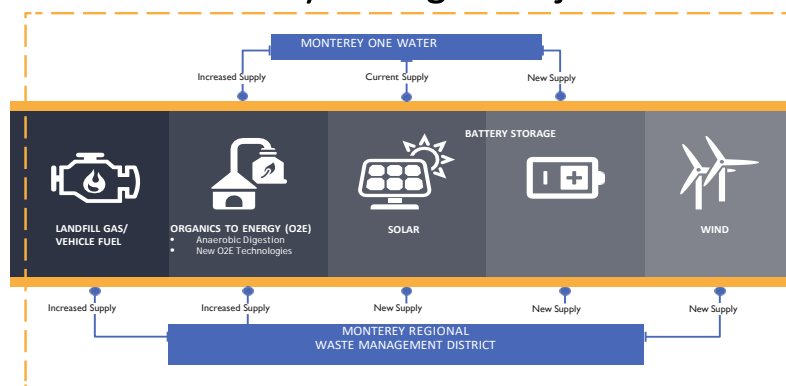 MONTEREY ONE WATER
Increased Supply
Current Supply
New Supply
BATTERY STORAGE
LANDFILL GAS/
VEHICLE FUEL
ORGANICS TO ENERGY (O2E)
• Anaerobic Digestion
• New O2E Technologies
SOLAR
WIND
Increased Supply
Increased Supply
New Supply
New Supply
New Supply
MONTEREY REGIONAL
WASTE MANAGEMENT DISTRICT